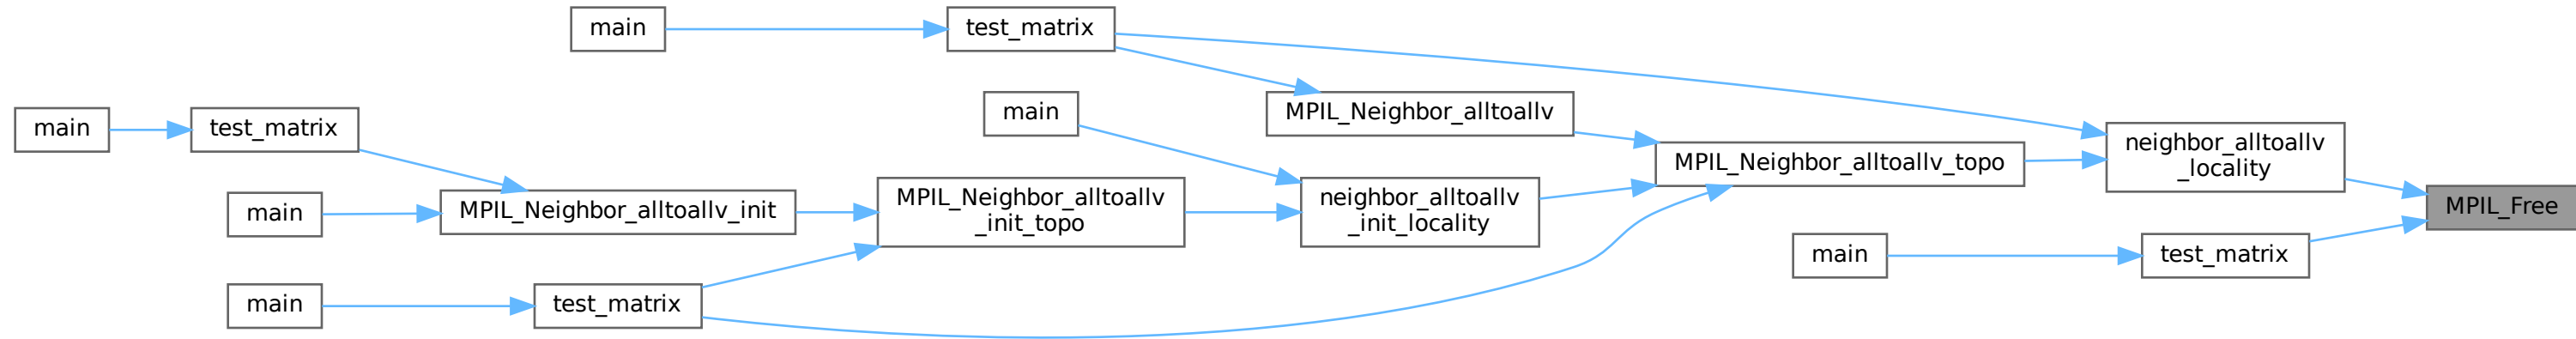 main
test_matrix
main
MPIL_Neighbor_alltoallv
main
test_matrix
neighbor_alltoallv
_locality
MPIL_Neighbor_alltoallv_topo
main
MPIL_Neighbor_alltoallv_init
MPIL_Neighbor_alltoallv
_init_topo
neighbor_alltoallv
_init_locality
MPIL_Free
main
test_matrix
main
test_matrix